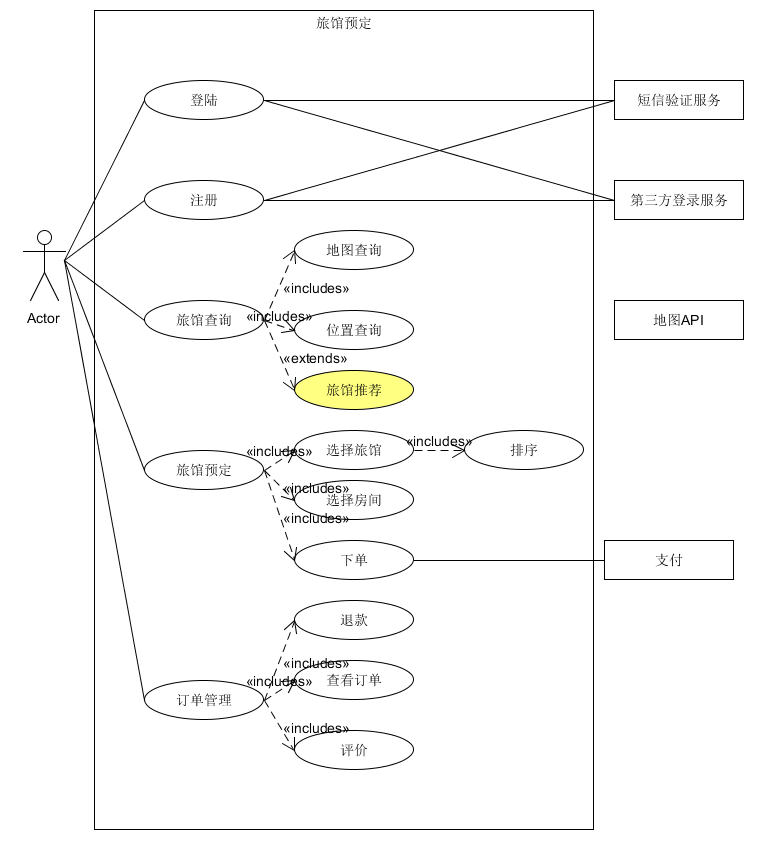 旅馆预定
登陆
短信验证服务
注册
第三方登录服务
地图查询
«includes»
Actor
旅馆查询
«includes»
位置查询
地图API
«extends»
旅馆推荐
旅馆预定
«includes»
选择旅馆
«includes»
排序
«includes»
选择房间
«includes»
下单
支付
退款
«includes»
«includes»
查看订单
订单管理
«includes»
评价